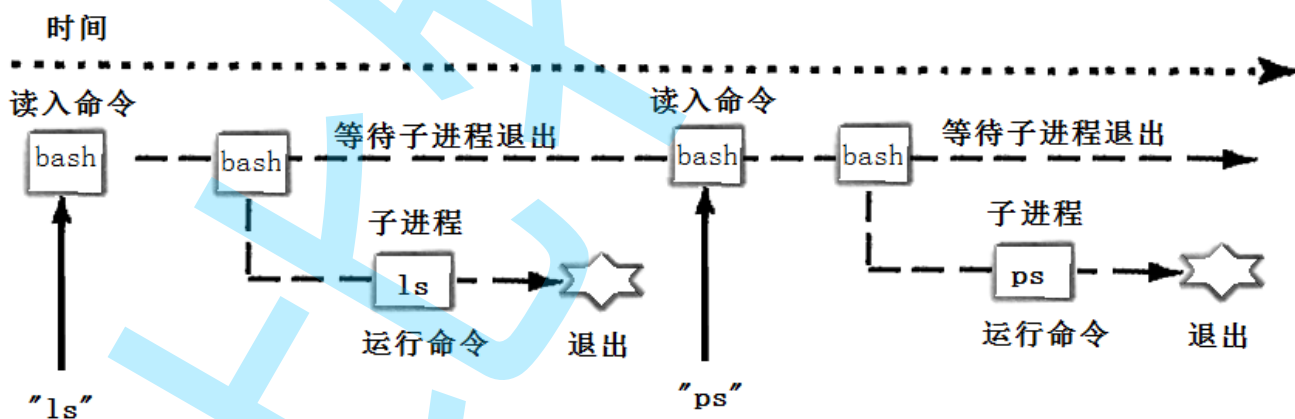 时间
读入命令
读入命令
bash
bash
等待子进程退出
bash
bash
等待子进程退出
子进程
子进程
ls
ps
运行命令
退出
运行命令
退出
"ls"
"ps"